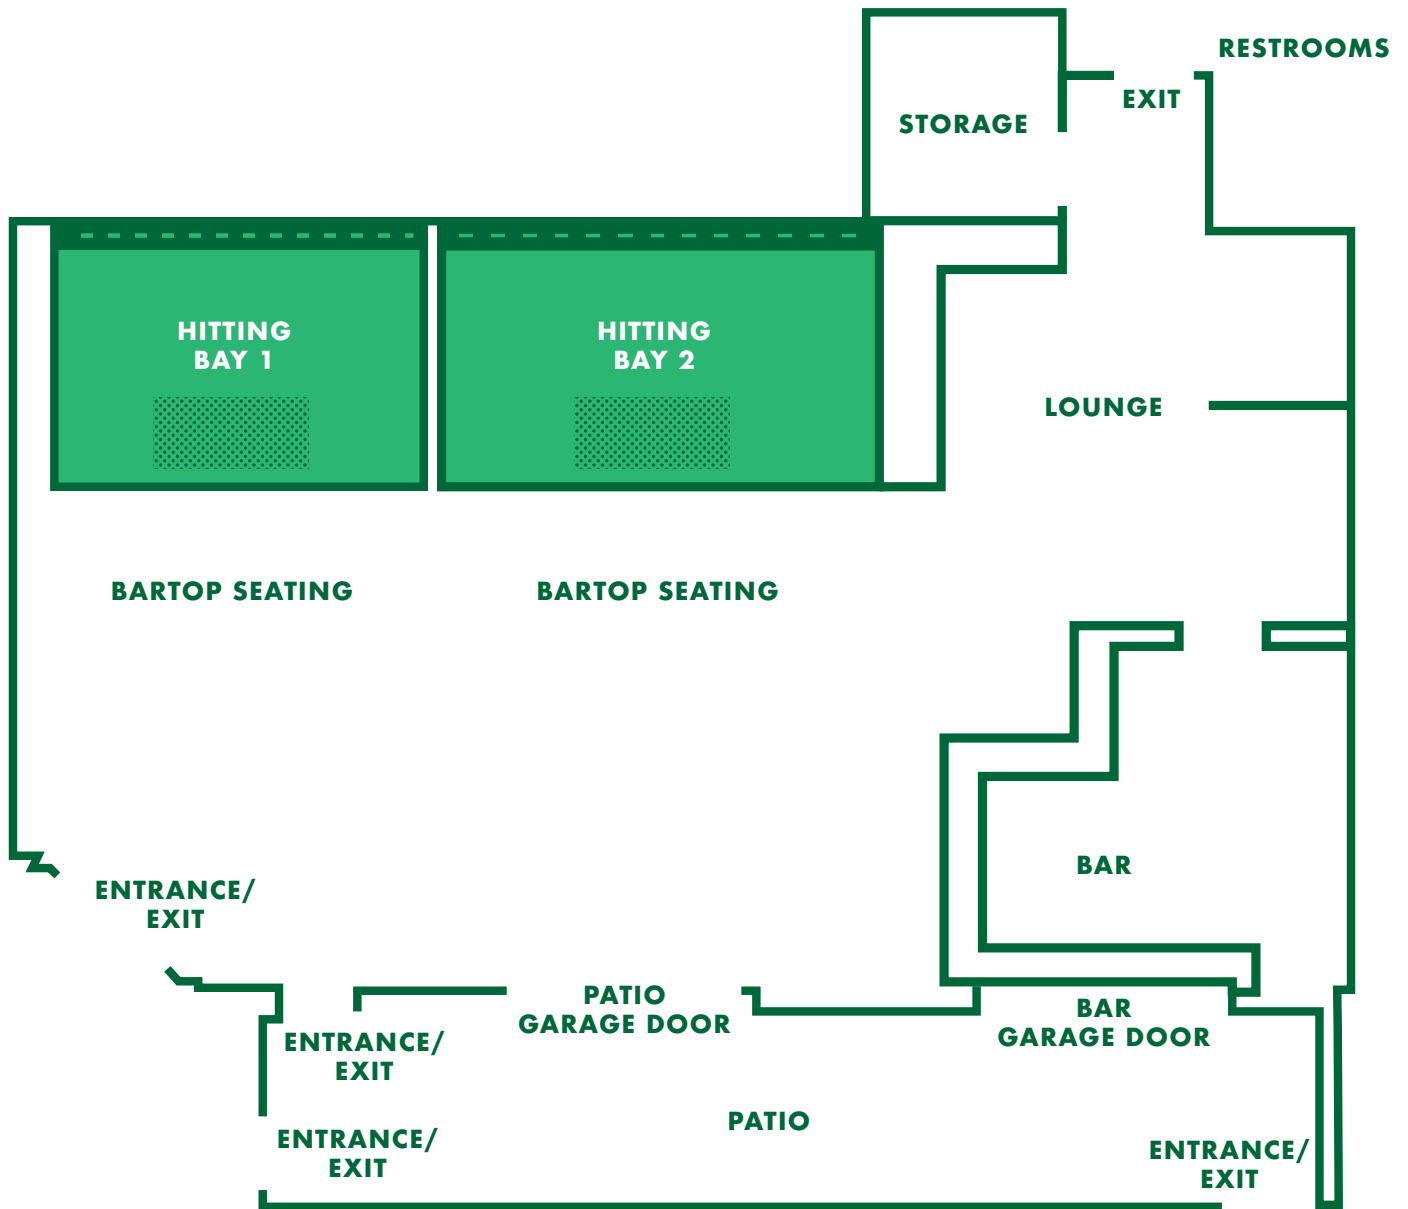 RESTROOMS
EXIT
STORAGE
HITTING
BAY 1
HITTING
BAY 2
LOUNGE
BARTOP SEATING
BARTOP SEATING
BAR
ENTRANCE/
EXIT
PATIO
GARAGE DOOR
BAR
GARAGE DOOR
ENTRANCE/
EXIT
PATIO
ENTRANCE/
EXIT
ENTRANCE/
EXIT